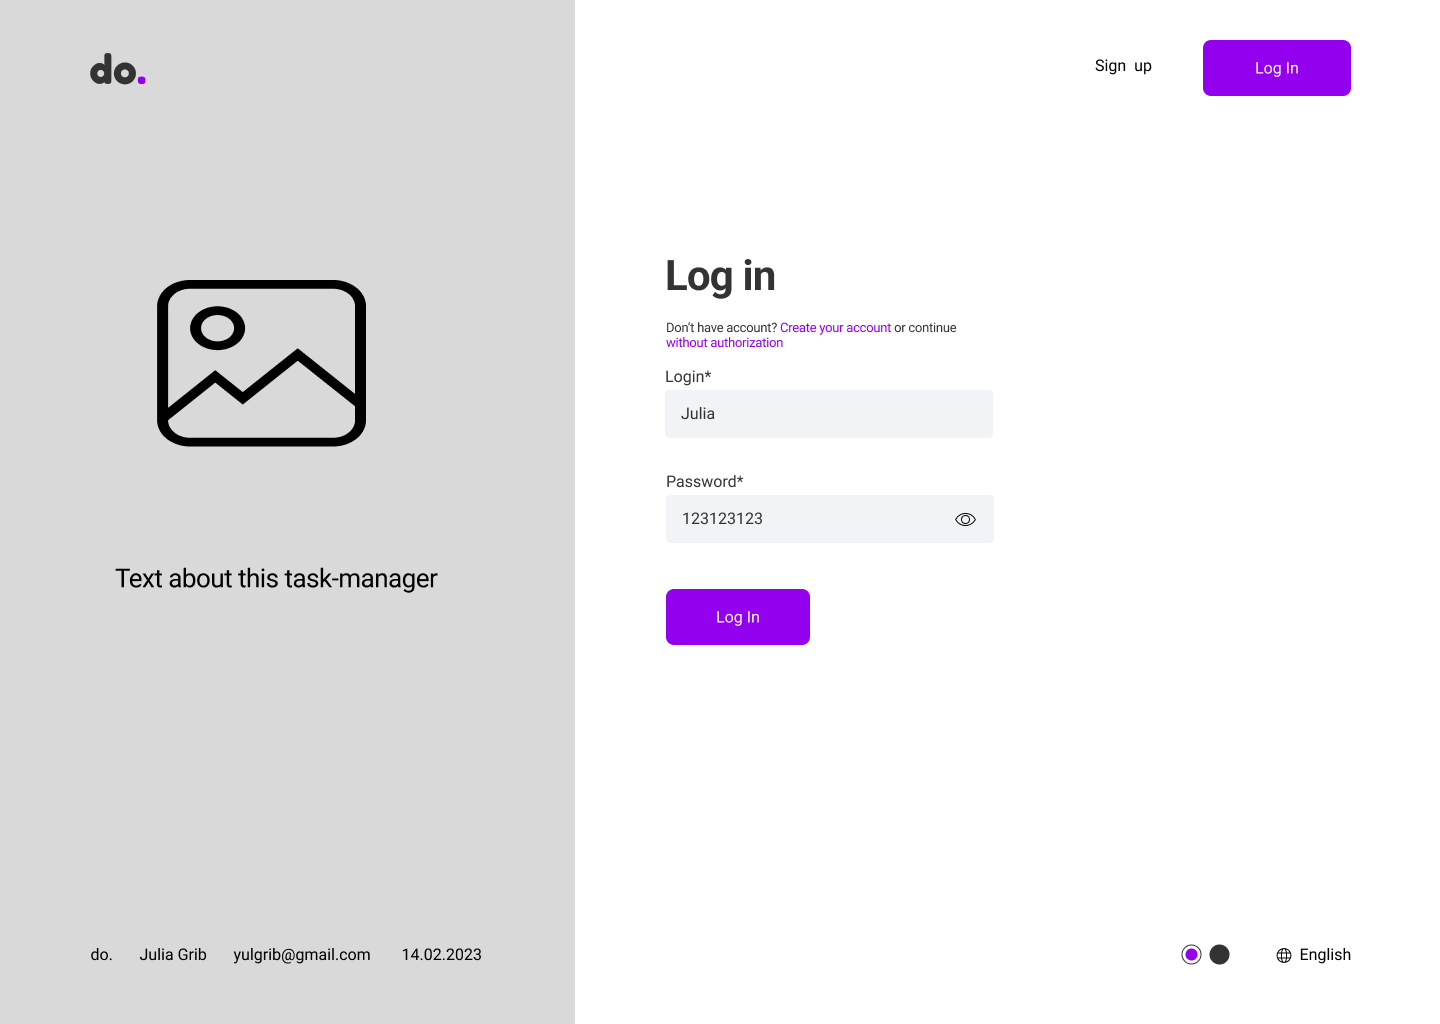 do.
Sign up
Log In
Text about this task-manager
Log in
Don't have account? Create your account or continue
without authorization
Login*
Julia
Password*
123123123
Log In
do.
Julia Grib
yulgrib@gmail.com
14.02.2023
English